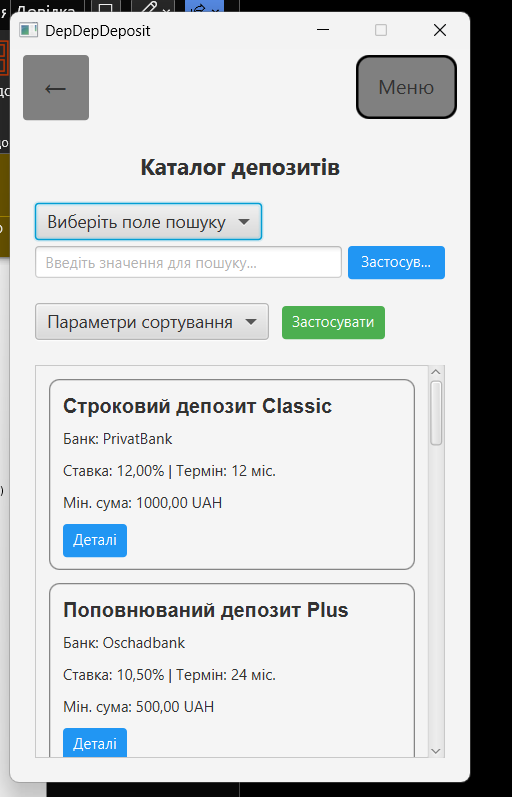 Довідка
DepDepDeposit
←
Меню
Каталог депозитів
Виберіть поле пошуку
Введіть значення для пошуку...
Застосув...
Параметри сортування
Застосувати
Строковий депозит Classic
Банк: PrivatBank
Ставка: 12,00% | Термін: 12 міс.
Мін. сума: 1000,00 UAH
Деталі
Поповнюваний депозит Plus
Банк: Oschadbank
Ставка: 10,50% | Термін: 24 міс.
Мін. сума: 500,00 UAH
Деталі